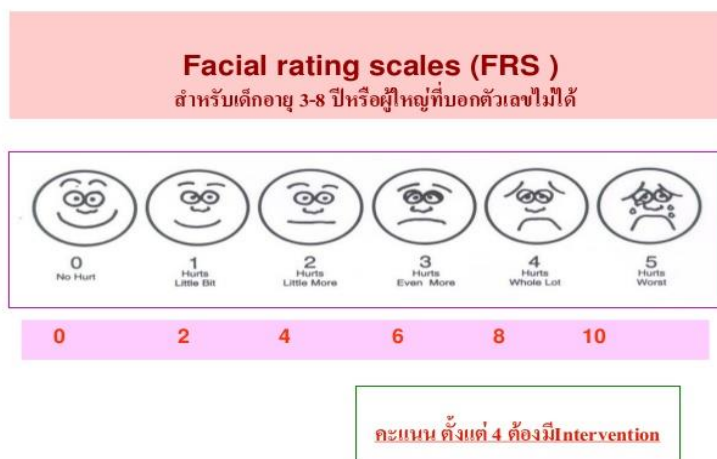 Facial rating scales (FRS )
สำหรับเด็กอายุ 3-8 ปีหรือผู้ใหญ่ที่บอกตัวเลขไม่ได้
0 1 2 3 4 5
No Hurt Hurts Hurts Hurts Hurts Hurts
Little Bit Little More Even More Whole Lot Worst
0 2 4 6 8 10
คะแนน ตั้งแต่ 4 ต้องมีIntervention